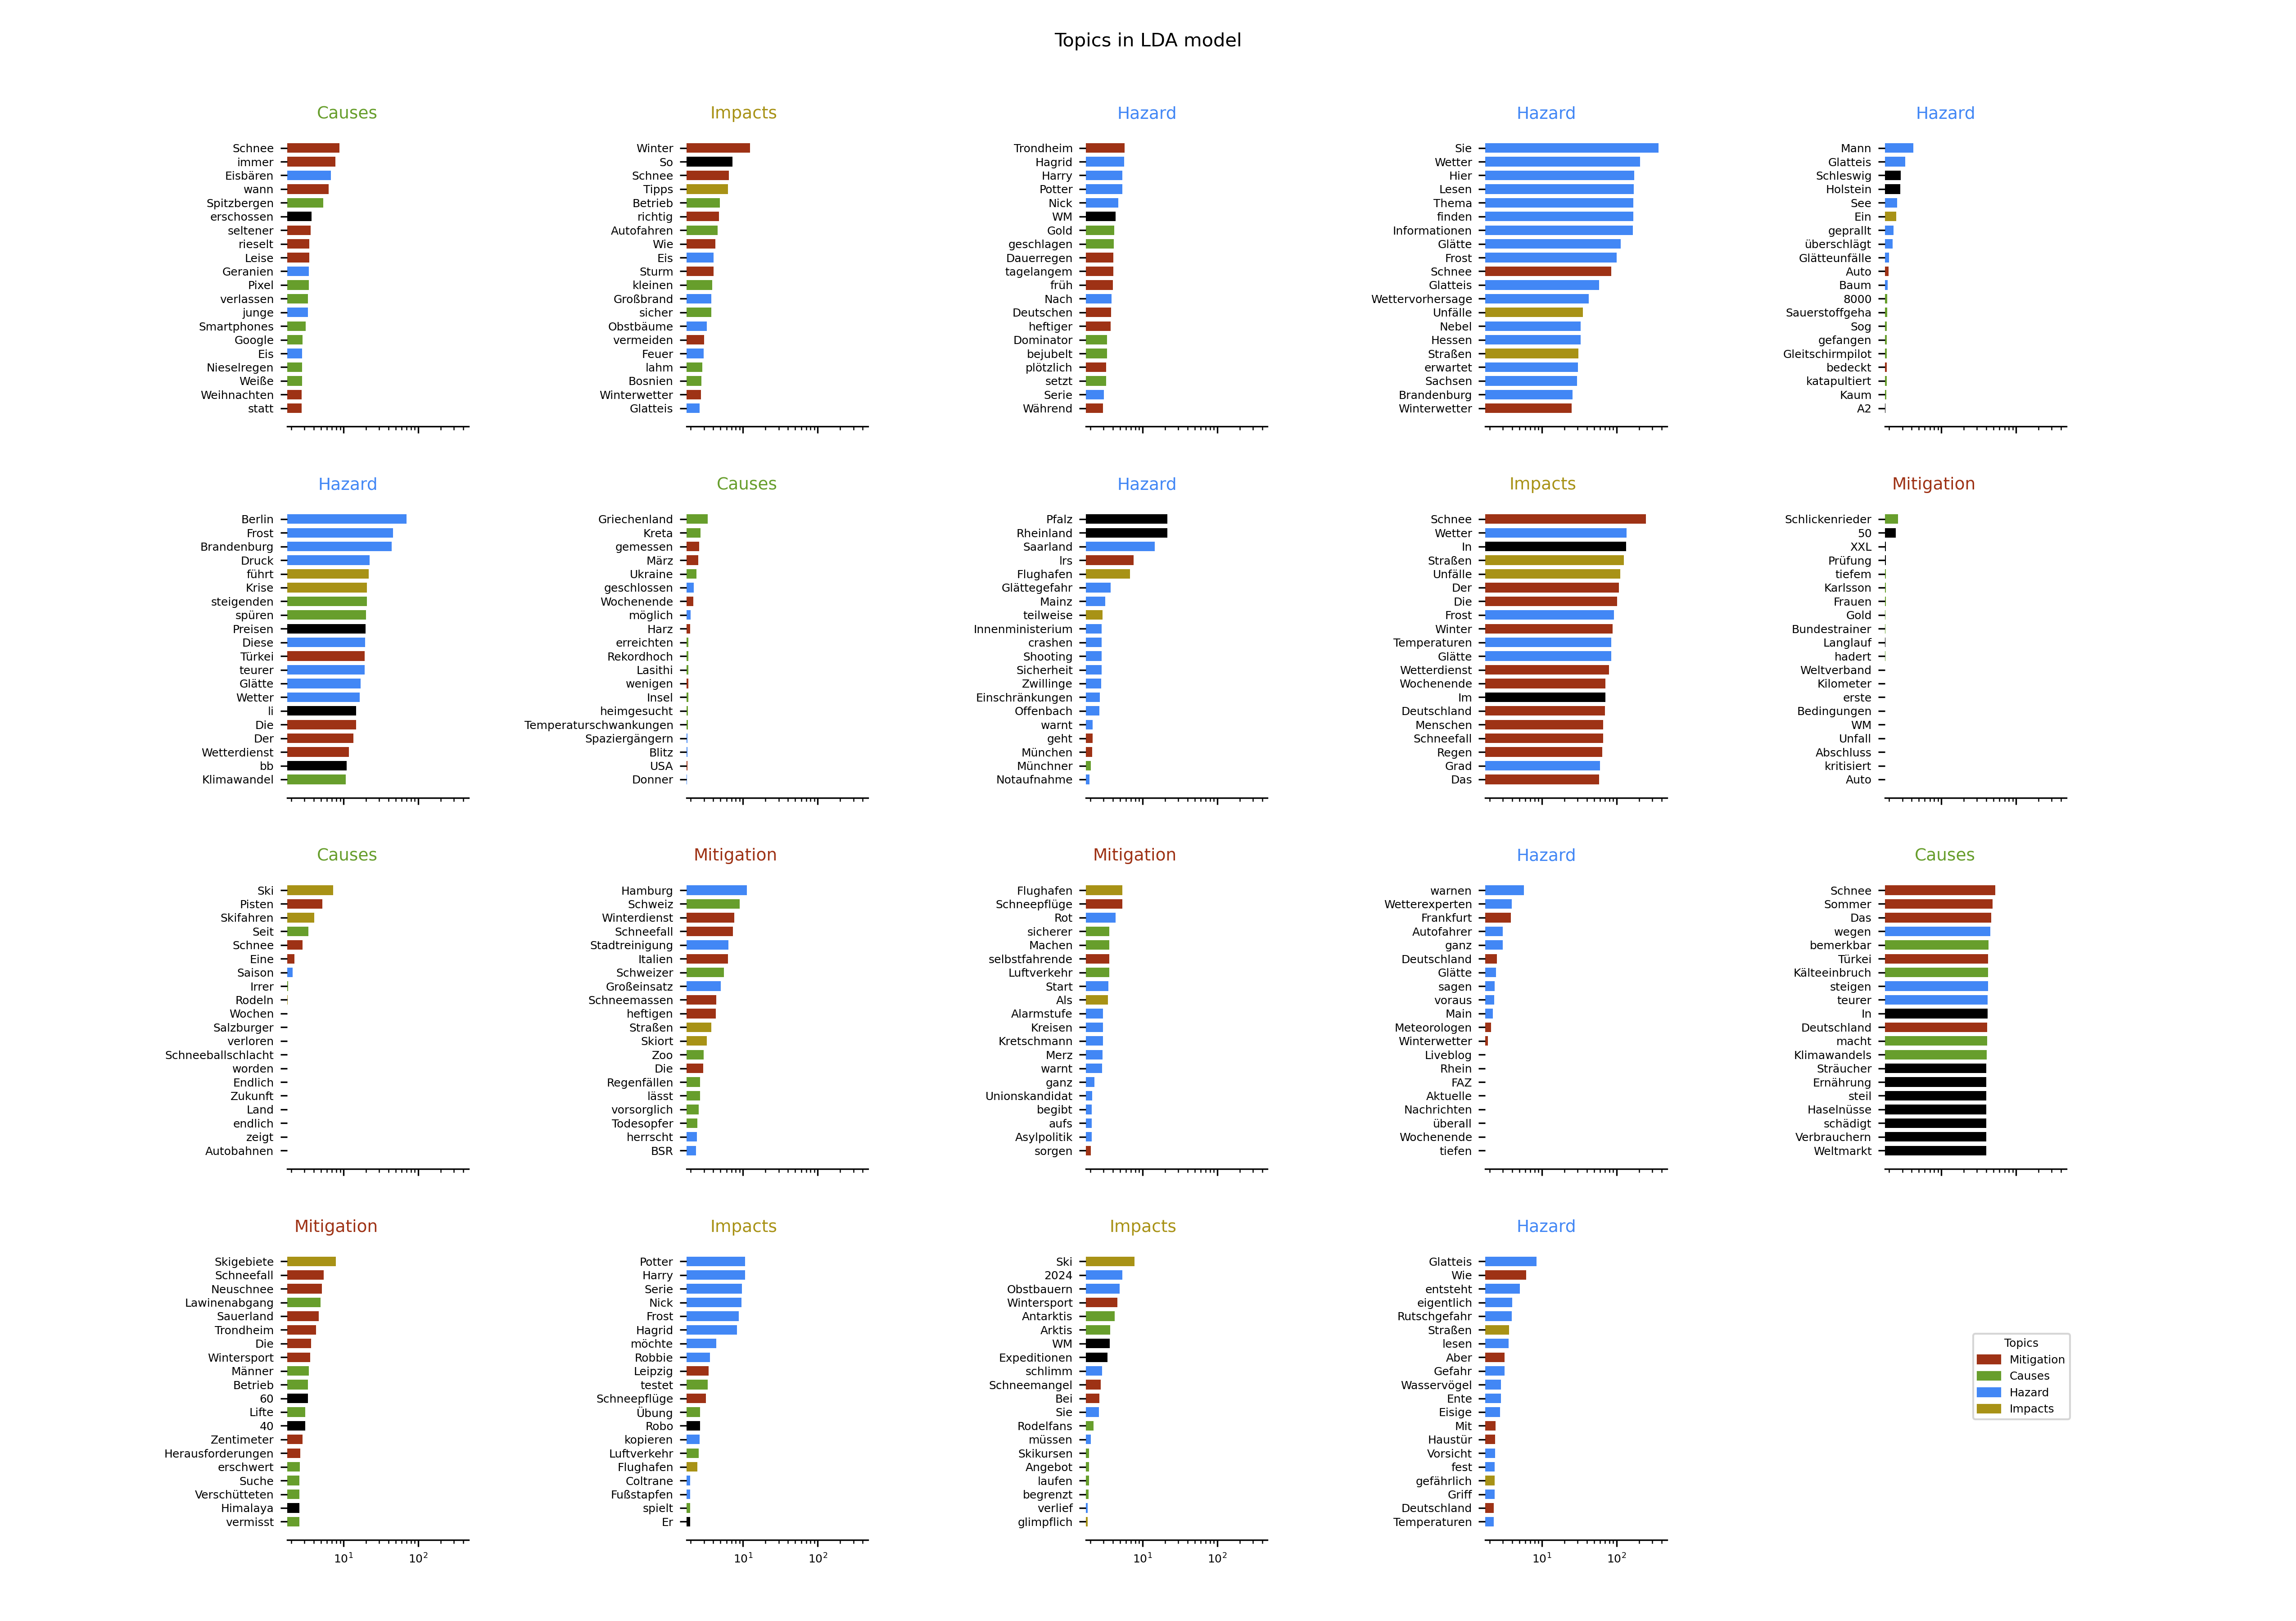 Topics in LDA model
Causes
Schnee
immer
Eisbären
wann
Spitzbergen
erschossen
seltener
rieselt
Leise
Geranien
Pixel
verlassen
junge
Smartphones
Google
Eis
Nieselregen
Weiße
Weihnachten
statt
Impacts
Winter
So
Schnee
Tipps
Betrieb
richtig
Autofahren
Wie
Eis
Sturm
kleinen
Großbrand
sicher
Obstbäume
vermeiden
Feuer
lahm
Bosnien
Winterwetter
Glatteis
Hazard
Trondheim
Hagrid
Harry
Potter
Nick
WM
Gold
geschlagen
Dauerregen
tagelangem
früh
Nach
Deutschen
heftiger
Dominator
bejubelt
plötzlich
setzt
Serie
Während
Hazard
Sie
Wetter
Hier
Lesen
Thema
finden
Informationen
Glätte
Frost
Schnee
Glatteis
Wettervorhersage
Unfälle
Nebel
Hessen
Straßen
erwartet
Sachsen
Brandenburg
Winterwetter
Hazard
Mann
Glatteis
Schleswig
Holstein
See
Ein
geprallt
überschlägt
Glätteunfälle
Auto
Baum
8000
Sauerstoffgeha
Sog
gefangen
Gleitschirmpilot
bedeckt
katapultiert
Kaum
A2
Hazard
Berlin
Frost
Brandenburg
Druck
führt
Krise
steigenden
spüren
Preisen
Diese
Türkei
teurer
Glätte
Wetter
li
Die
Der
Wetterdienst
bb
Klimawandel
Causes
Griechenland
Kreta
gemessen
März
Ukraine
geschlossen
Wochenende
möglich
Harz
erreichten
Rekordhoch
Lasithi
wenigen
Insel
heimgesucht
Temperaturschwankungen
Spaziergängern
Blitz
USA
Donner
Hazard
Pfalz
Rheinland
Saarland
lrs
Flughafen
Glättegefahr
Mainz
teilweise
Innenministerium
crashen
Shooting
Sicherheit
Zwillinge
Einschränkungen
Offenbach
warnt
geht
München
Münchner
Notaufnahme
Impacts
Schnee
Wetter
In
Straßen
Unfälle
Der
Die
Frost
Winter
Temperaturen
Glätte
Wetterdienst
Wochenende
Im
Deutschland
Menschen
Schneefall
Regen
Grad
Das
Mitigation
Schlickenrieder
50
XXL
Prüfung
tiefem
Karlsson
Frauen
Gold
Bundestrainer
Langlauf
hadert
Weltverband
Kilometer
erste
Bedingungen
WM
Unfall
Abschluss
kritisiert
Auto
Causes
Ski
Pisten
Skifahren
Seit
Schnee
Eine
Saison
Irrer
Rodeln
Wochen
Salzburger
verloren
Schneeballschlacht
worden
Endlich
Zukunft
Land
endlich
zeigt
Autobahnen
Mitigation
Hamburg
Schweiz
Winterdienst
Schneefall
Stadtreinigung
Italien
Schweizer
Großeinsatz
Schneemassen
heftigen
Straßen
Skiort
Zoo
Die
Regenfällen
lässt
vorsorglich
Todesopfer
herrscht
BSR
Mitigation
Flughafen
Schneepflüge
Rot
sicherer
Machen
selbstfahrende
Luftverkehr
Start
Als
Alarmstufe
Kreisen
Kretschmann
Merz
warnt
ganz
Unionskandidat
begibt
aufs
Asylpolitik
sorgen
Hazard
warnen
Wetterexperten
Frankfurt
Autofahrer
ganz
Deutschland
Glätte
sagen
voraus
Main
Meteorologen
Winterwetter
Liveblog
Rhein
FAZ
Aktuelle
Nachrichten
überall
Wochenende
tiefen
Causes
Schnee
Sommer
Das
wegen
bemerkbar
Türkei
Kälteeinbruch
steigen
teurer
In
Deutschland
macht
Klimawandels
Sträucher
Ernährung
steil
Haselnüsse
schädigt
Verbrauchern
Weltmarkt
Mitigation
Skigebiete
Schneefall
Neuschnee
Lawinenabgang
Sauerland
Trondheim
Die
Wintersport
Männer
Betrieb
60
Lifte
40
Zentimeter
Herausforderungen
erschwert
Suche
Verschütteten
Himalaya
vermisst
10¹ 10²
Impacts
Potter
Harry
Serie
Nick
Frost
Hagrid
möchte
Robbie
Leipzig
testet
Schneepflüge
Übung
Robo
kopieren
Luftverkehr
Flughafen
Coltrane
Fußstapfen
spielt
Er
10¹ 10²
Impacts
Ski
2024
Obstbauern
Wintersport
Antarktis
Arktis
WM
Expeditionen
schlimm
Schneemangel
Bei
Sie
Rodelfans
müssen
Skikursen
Angebot
laufen
begrenzt
verlief
glimpflich
10¹ 10²
Hazard
Glatteis
Wie
entsteht
eigentlich
Rutschgefahr
Straßen
lesen
Aber
Gefahr
Wasservögel
Ente
Eisige
Mit
Haustür
Vorsicht
fest
gefährlich
Griff
Deutschland
Temperaturen
10¹ 10²
Topics
Mitigation
Causes
Hazard
Impacts